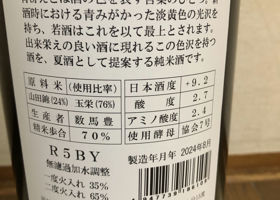 時における青みがかった淡黄色の光沢を
持ち、若酒はこれを以て最上とされます。
出来栄えの良い酒に現れるこの色沢を持つ
酒を、夏酒として提案する純米酒です。
原料米 (使用比率)
山田錦(24%) 玉栄(76%)
生産者 数馬豊
精米歩合 70%
日本酒度 +9.2
酸度 2.7
アミノ酸度 2.4
使用酵母 協会7号
R5BY
無濾過加水調整
一度火入れ 35%
二度火入れ 65%
製造年月 2024年8月
4947739186106